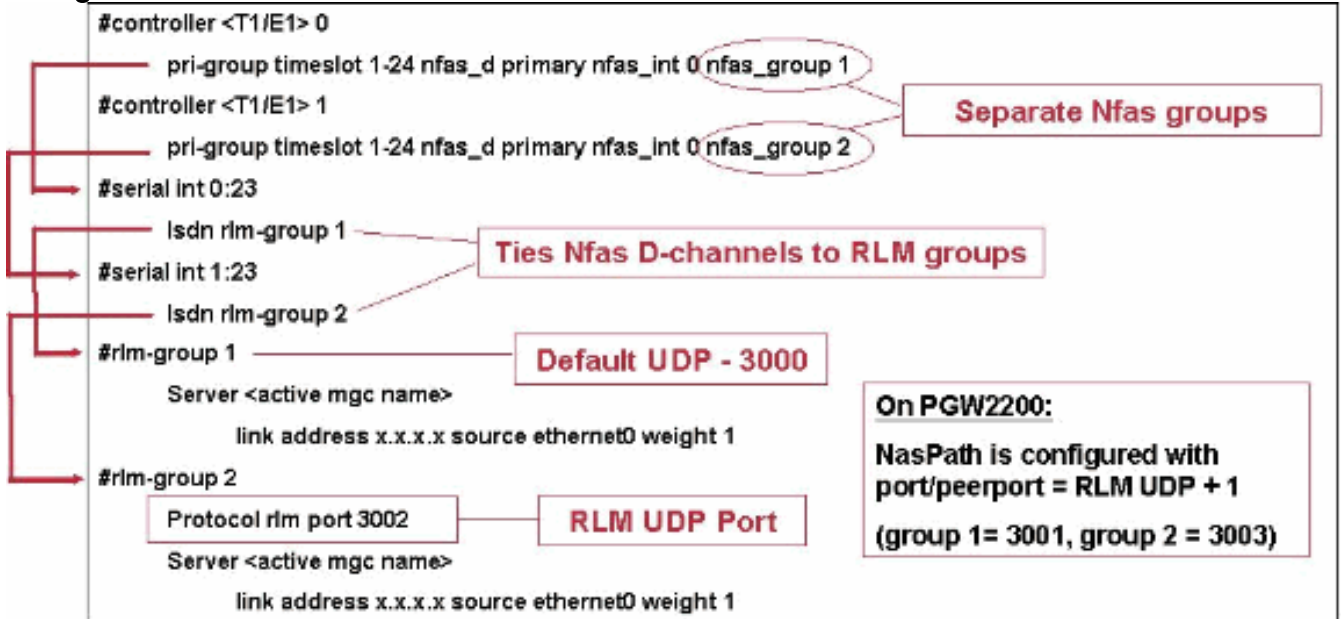 #controller <T1/E1> 0
pri-group timeslot 1-24 nfas_d primary nfas_int 0 nfas_group 1
#controller <T1/E1> 1
pri-group timeslot 1-24 nfas_d primary nfas_int 0 nfas_group 2
Separate Nfas groups
#serial int 0:23
Isdn rlm-group 1
#serial int 1:23
Isdn rlm-group 2
Ties Nfas D-channels to RLM groups
#rlm-group 1
Default UDP - 3000
Server <active mgc name>
link address x.x.x.x source ethernet0 weight 1
#rlm-group 2
Protocol rlm port 3002
RLM UDP Port
Server <active mgc name>
link address x.x.x.x source ethernet0 weight 1
On PGW2200:
NasPath is configured with
port/peerport = RLM UDP + 1
(group 1= 3001, group 2 = 3003)